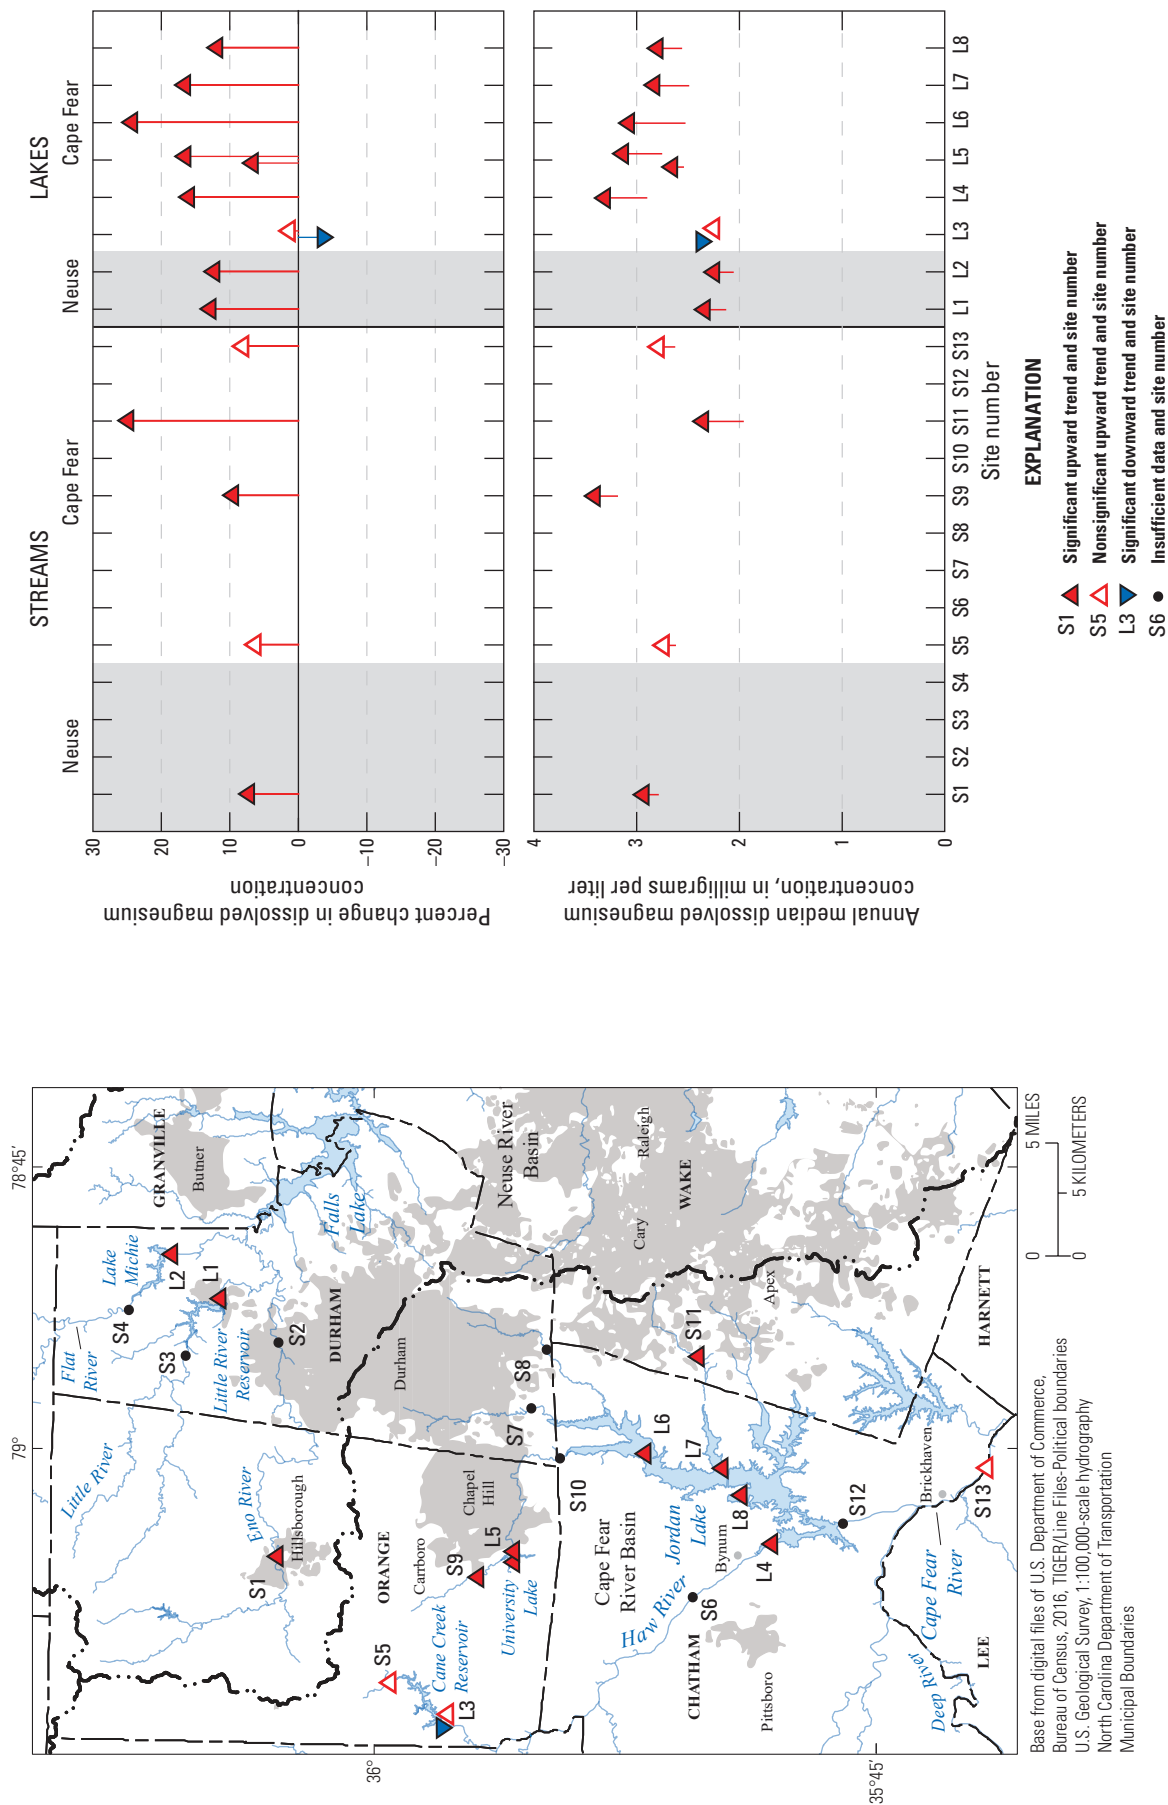 78°45′
79°
36°
35°45′
GRANVILLE
Butner
Lake
Michie
Flat
River
S4
L2
L1
S3
Little River
Little River
Reservoir
S2
Falls
Lake
DURHAM
Durham
Eno River
Hillsborough
S1
ORANGE
Carrboro
Chapel
Hill
S9
L5
University
Lake
S5
Cane Creek
Reservoir
L3
Neuse River
Basin
Raleigh
WAKE
Cary
Apex
S11
S8
S7
S10
Cape Fear
River Basin
L6
L7
Jordan
Lake
L8
Haw River
Bynum
L4
S6
S12
CHATHAM
Pittsboro
Brickhaven
S13
Cape Fear
River
Deep River
LEE
HARNETT
0 5 MILES
0 5 KILOMETERS
Base from digital files of U.S. Department of Commerce,
Bureau of Census, 2016, TIGER/Line Files-Political boundaries
U.S. Geological Survey, 1:100,000-scale hydrography
North Carolina Department of Transportation
Municipal Boundaries
STREAMS LAKES
Neuse Cape Fear Neuse Cape Fear
Percent change in dissolved magnesium
concentration
30
20
10
0
–10
–20
–30
Annual median dissolved magnesium
concentration, in milligrams per liter
4
3
2
1
0
S1 S2 S3 S4 S5 S6 S7 S8 S9 S10 S11 S12 S13 L1 L2 L3 L4 L5 L6 L7 L8
Site number
EXPLANATION
S1 Significant upward trend and site number
S5 Nonsignificant upward trend and site number
L3 Significant downward trend and site number
S6 Insufficient data and site number